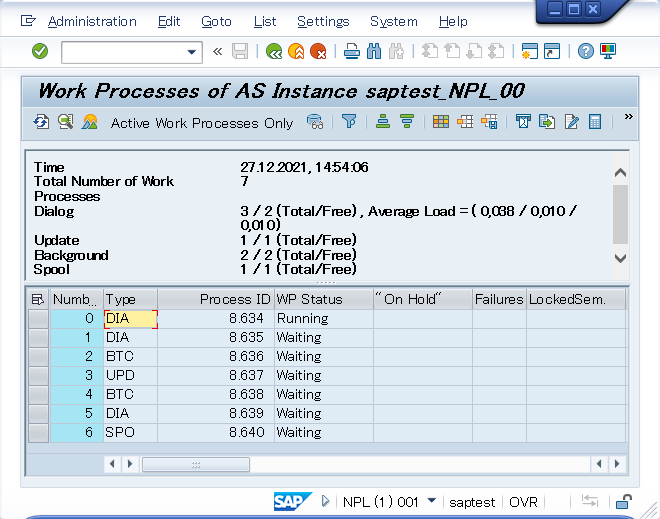 Administration Edit Goto List Settings System Help
«
Work Processes of AS Instance saptest_NPL_00
Active Work Processes Only »
Time 27.12.2021, 14:54:06
Total Number of Work 7
Processes
Dialog 3 / 2 (Total/Free) , Average Load = ( 0,038 / 0,010 /
0,010)
Update 1 / 1 (Total/Free)
Background 2 / 2 (Total/Free)
Spool 1 / 1 (Total/Free)
Numb.. Type Process ID WP Status "On Hold" Failures LockedSem.
0 DIA 8.634 Running
1 DIA 8.635 Waiting
2 BTC 8.636 Waiting
3 UPD 8.637 Waiting
4 BTC 8.638 Waiting
5 DIA 8.639 Waiting
6 SPO 8.640 Waiting
SAP NPL (1) 001 saptest OVR